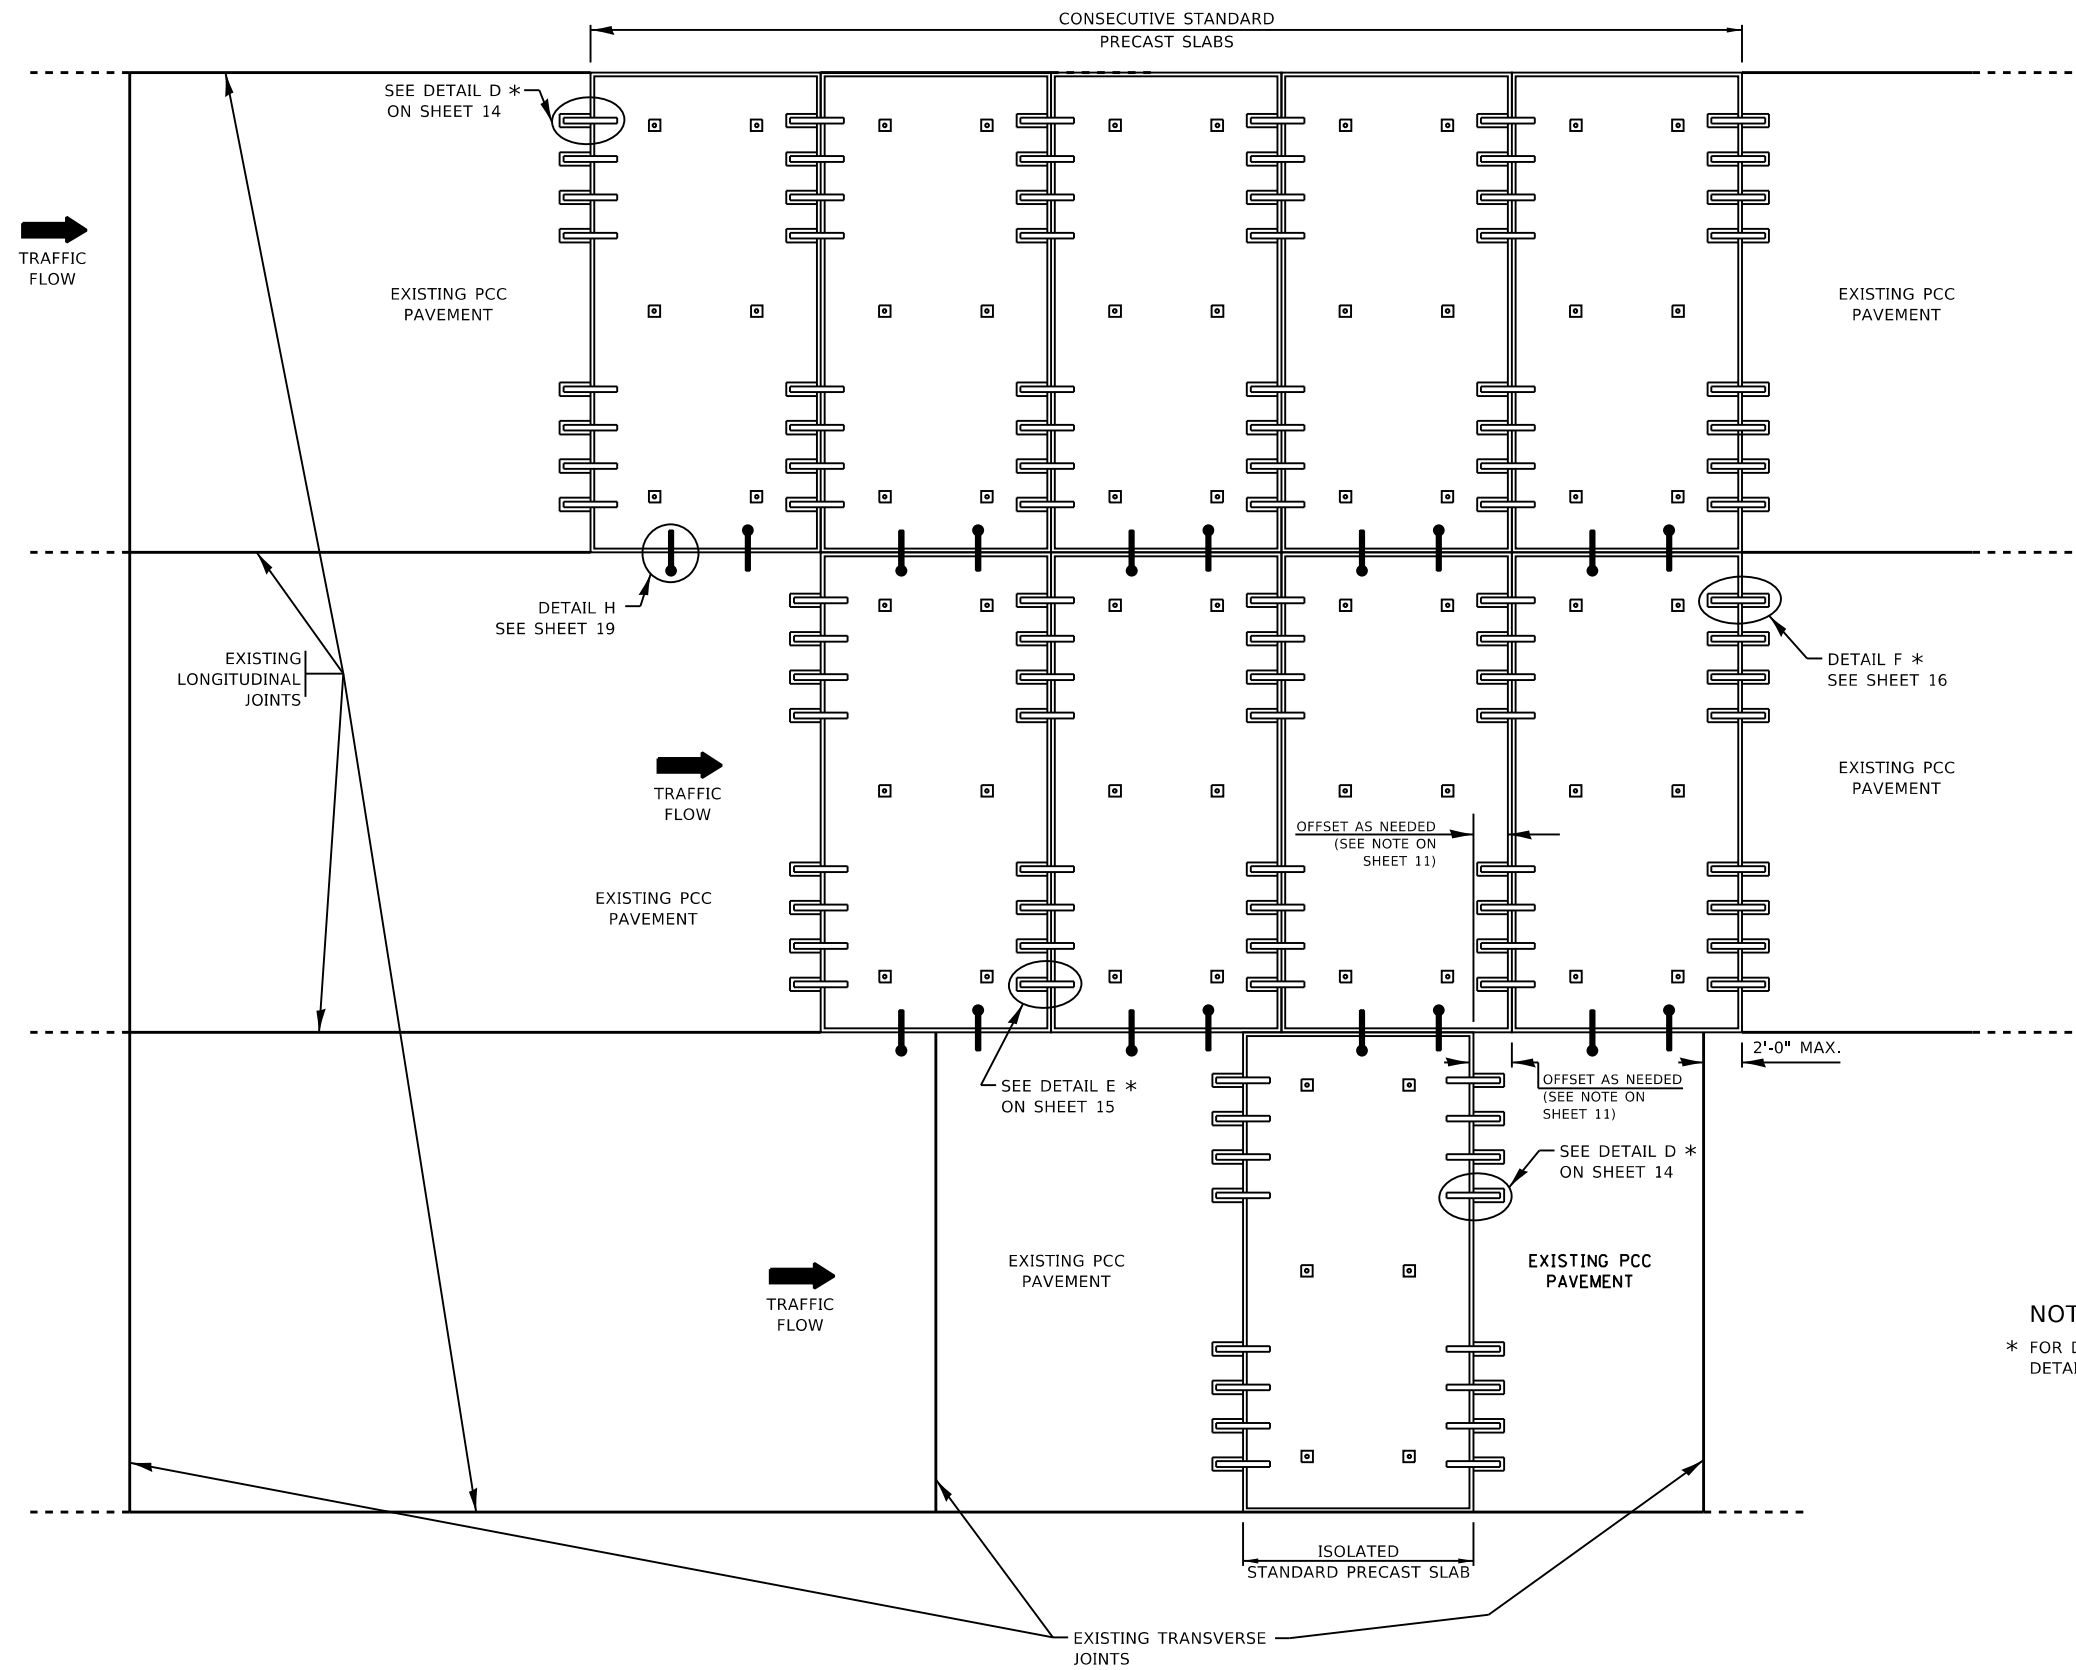 CONSECUTIVE STANDARD
PRECAST SLABS
SEE DETAIL D *
ON SHEET 14
TRAFFIC
FLOW
EXISTING PCC
PAVEMENT
EXISTING PCC
PAVEMENT
DETAIL H
SEE SHEET 19
EXISTING
LONGITUDINAL
JOINTS
DETAIL F *
SEE SHEET 16
TRAFFIC
FLOW
EXISTING PCC
PAVEMENT
OFFSET AS NEEDED
(SEE NOTE ON
SHEET 11)
EXISTING PCC
PAVEMENT
2'-0" MAX.
SEE DETAIL E *
ON SHEET 15
OFFSET AS NEEDED
(SEE NOTE ON
SHEET 11)
SEE DETAIL D *
ON SHEET 14
EXISTING PCC
PAVEMENT
EXISTING PCC
PAVEMENT
TRAFFIC
FLOW
* FOR
ISOLATED
STANDARD PRECAST SLAB
EXISTING TRANSVERSE
JOINTS